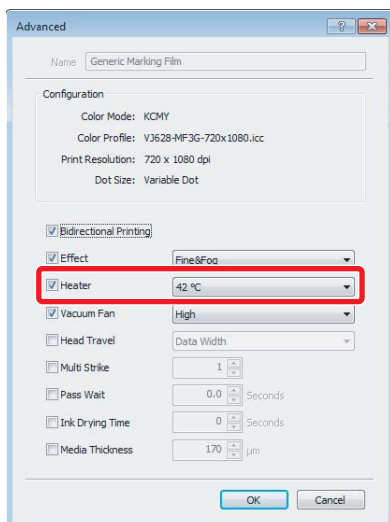 Advanced
Name Generic Marking Film
Configuration
Color Mode: KCMY
Color Profile: VJ628-MF3G-720x1080.icc
Print Resolution: 720 x 1080 dpi
Dot Size: Variable Dot
Bidirectional Printing
Effect Fine&Fog
Heater 42 °C
Vacuum Fan High
Head Travel Data Width
Multi Strike 1
Pass Wait 0.0 Seconds
Ink Drying Time 0 Seconds
Media Thickness 170 μm
OK Cancel